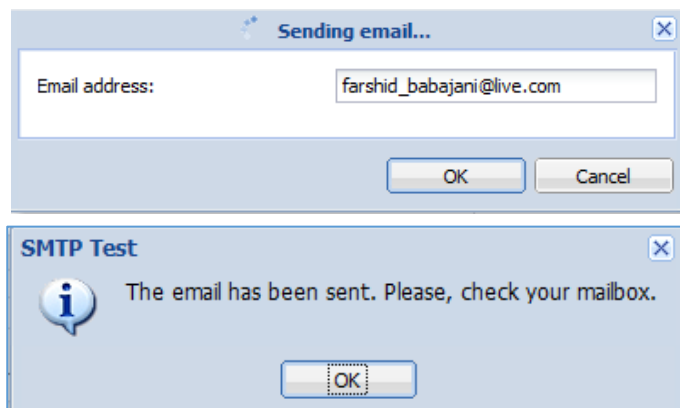 Sending email...
Email address: farshid_babajani@live.com
OK Cancel
SMTP Test
The email has been sent. Please, check your mailbox.
OK